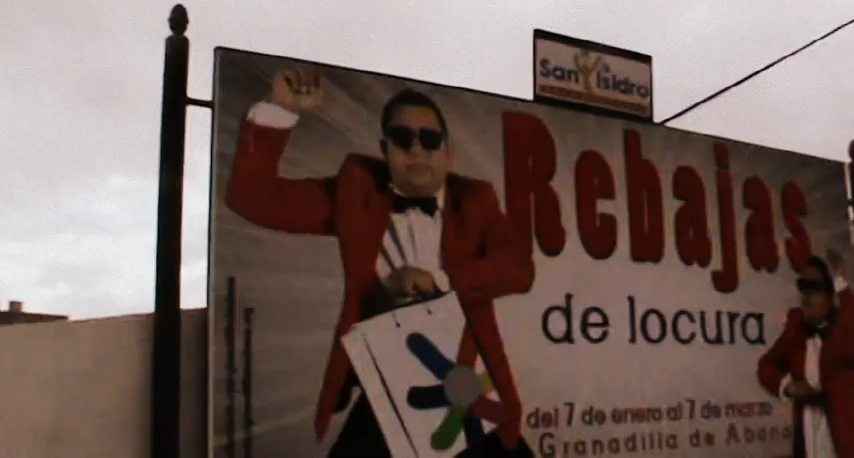 San Isidro
Rebajas
de locura
del 7 de enero al 7 de marzo
Granadilla de Abona